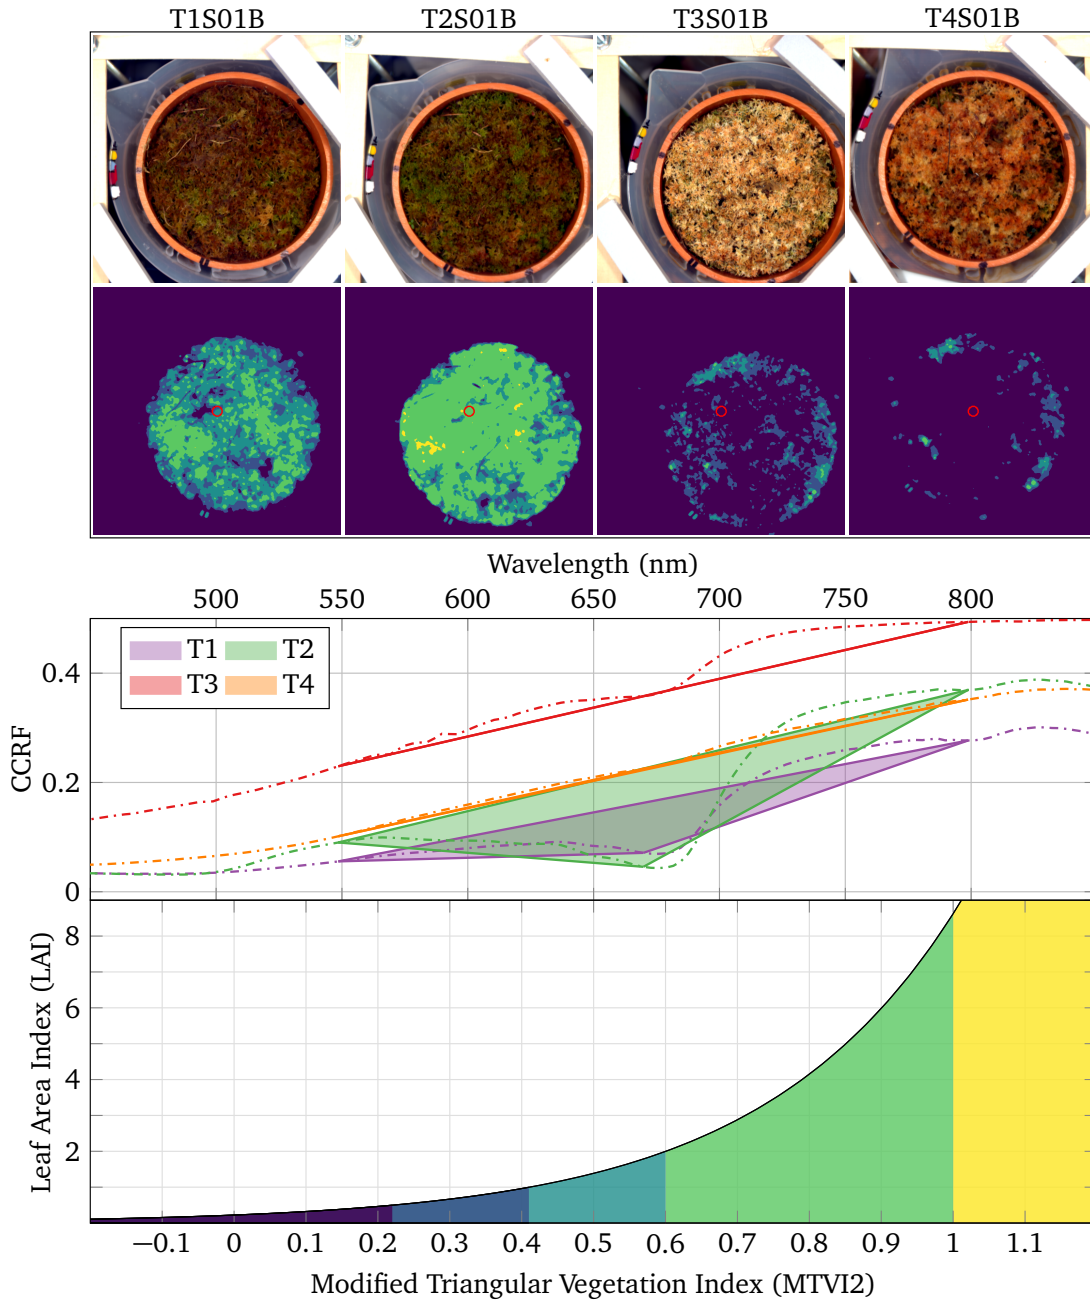 T1S01B T2S01B T3S01B T4S01B
Wavelength (nm)
500 550 600 650 700 750 800
T1 T2
T3 T4
CCRF
0.4
0.2
0
Leaf Area Index (LAI)
8
6
4
2
−0.1 0 0.1 0.2 0.3 0.4 0.5 0.6 0.7 0.8 0.9 1 1.1
Modified Triangular Vegetation Index (MTVI2)